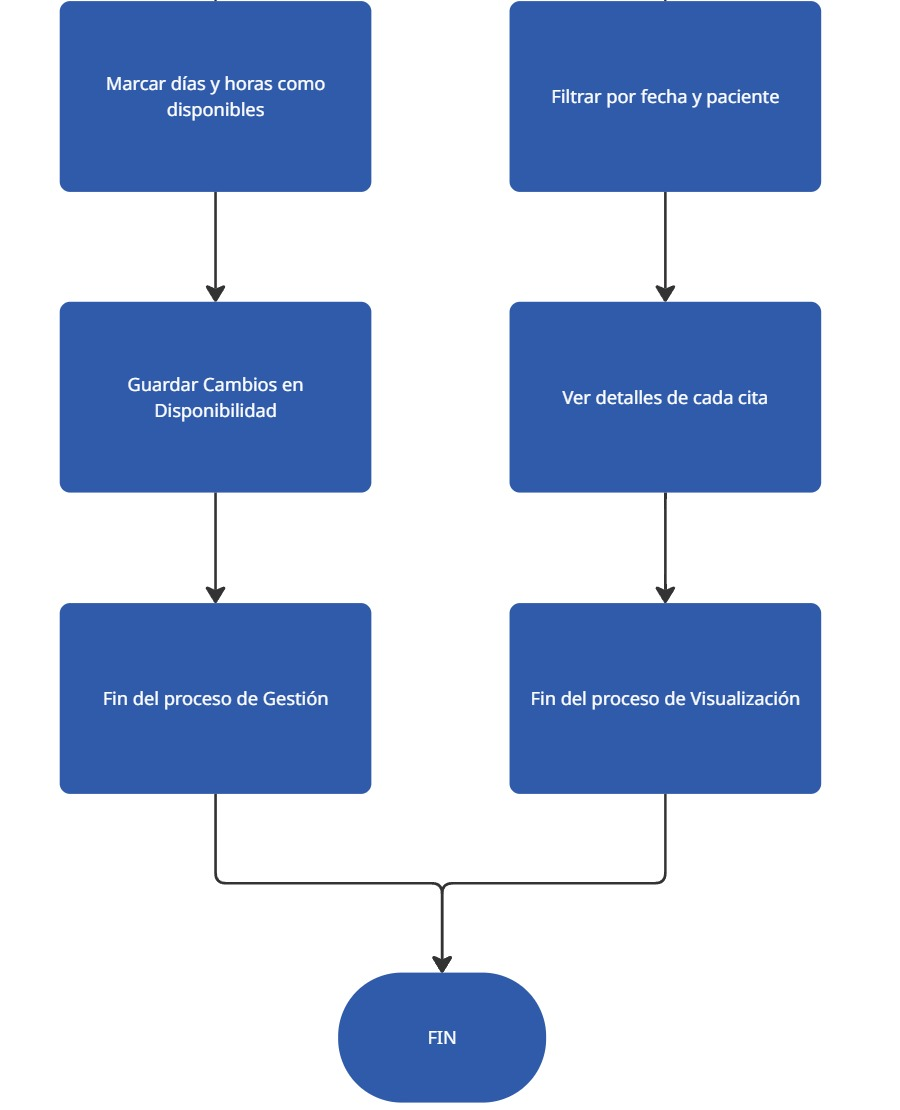 Marcar días y horas como
disponibles
Filtrar por fecha y paciente
Guardar Cambios en
Disponibilidad
Ver detalles de cada cita
Fin del proceso de Gestión
Fin del proceso de Visualización
FIN